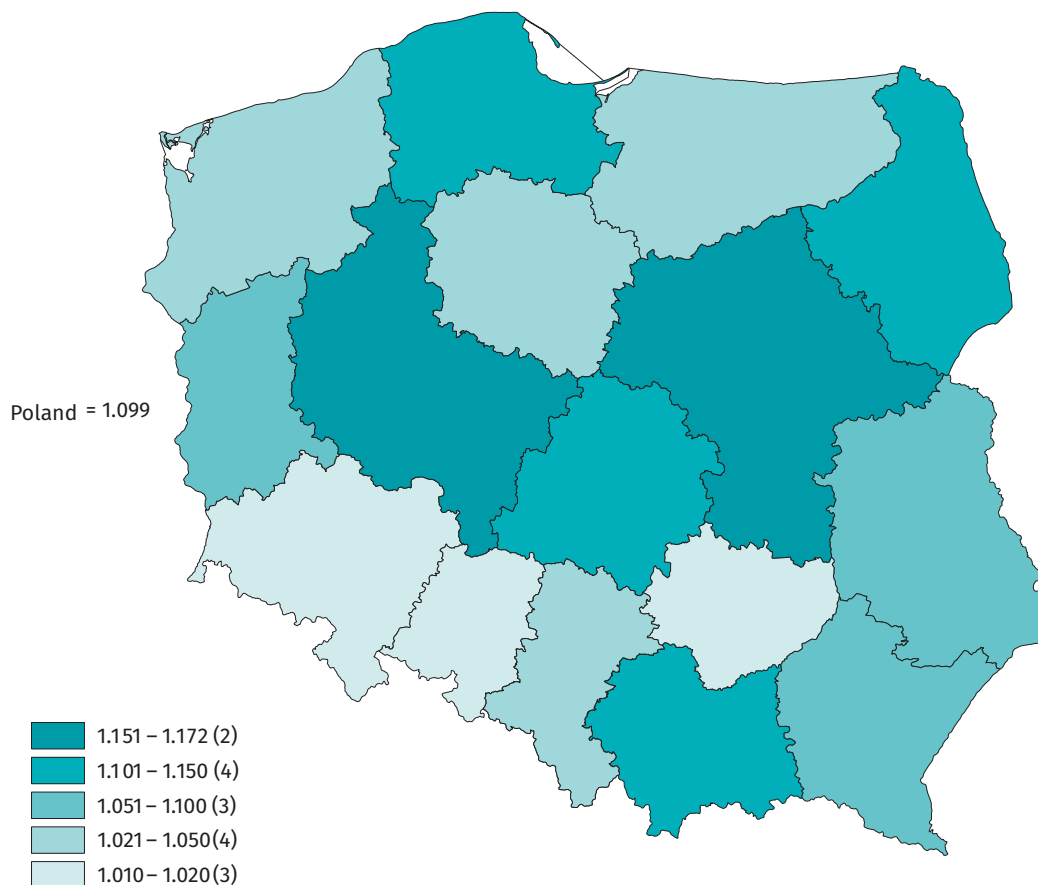 Poland = 1.099
1.151 – 1.172 (2)
1.101 – 1.150 (4)
1.051 – 1.100 (3)
1.021 – 1.050 (4)
1.010 – 1.020 (3)